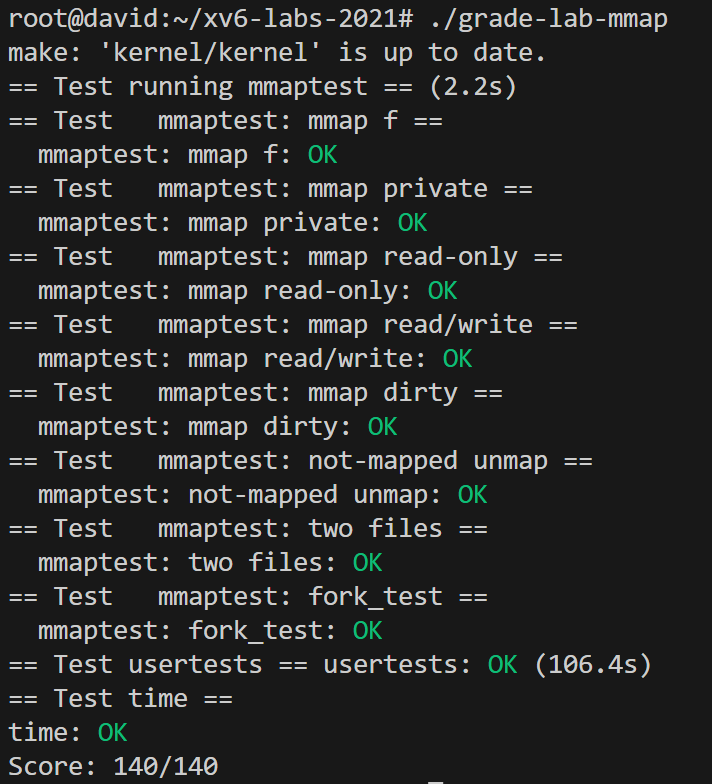 root@david:~/xv6-labs-2021# ./grade-lab-mmap
make: 'kernel/kernel' is up to date.
== Test running mmaptest == (2.2s)
== Test   mmaptest: mmap f ==
  mmaptest: mmap f: OK
== Test   mmaptest: mmap private ==
  mmaptest: mmap private: OK
== Test   mmaptest: mmap read-only ==
  mmaptest: mmap read-only: OK
== Test   mmaptest: mmap read/write ==
  mmaptest: mmap read/write: OK
== Test   mmaptest: mmap dirty ==
  mmaptest: mmap dirty: OK
== Test   mmaptest: not-mapped unmap ==
  mmaptest: not-mapped unmap: OK
== Test   mmaptest: two files ==
  mmaptest: two files: OK
== Test   mmaptest: fork_test ==
  mmaptest: fork_test: OK
== Test usertests == usertests: OK (106.4s)
== Test time ==
time: OK
Score: 140/140